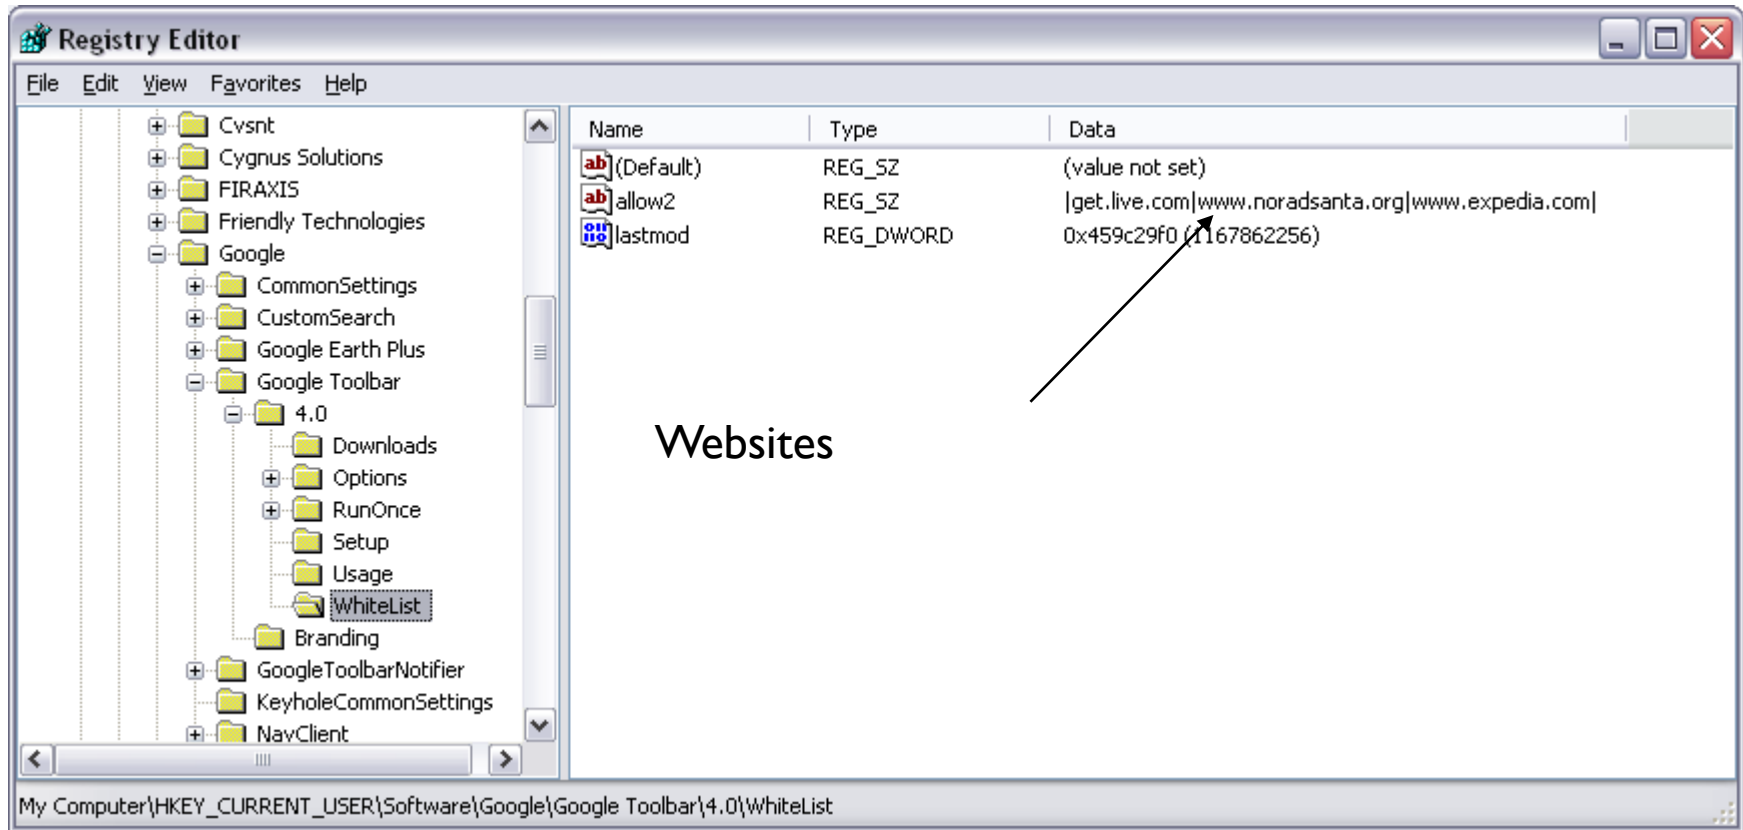 Registry Editor
File Edit View Favorites Help
Cvsnt
Cygnus Solutions
FIRAXIS
Friendly Technologies
Google
CommonSettings
CustomSearch
Google Earth Plus
Google Toolbar
4.0
Downloads
Options
RunOnce
Setup
Usage
WhiteList
Branding
GoogleToolbarNotifier
KeyholeCommonSettings
NavClient
Name Type Data
(Default) REG_SZ (value not set)
allow2 REG_SZ |get.live.com|www.noradsanta.org|www.expedia.com|
lastmod REG_DWORD 0x459c29f0 (1167862256)
Websites
My Computer\HKEY_CURRENT_USER\Software\Google\Google Toolbar\4.0\WhiteList